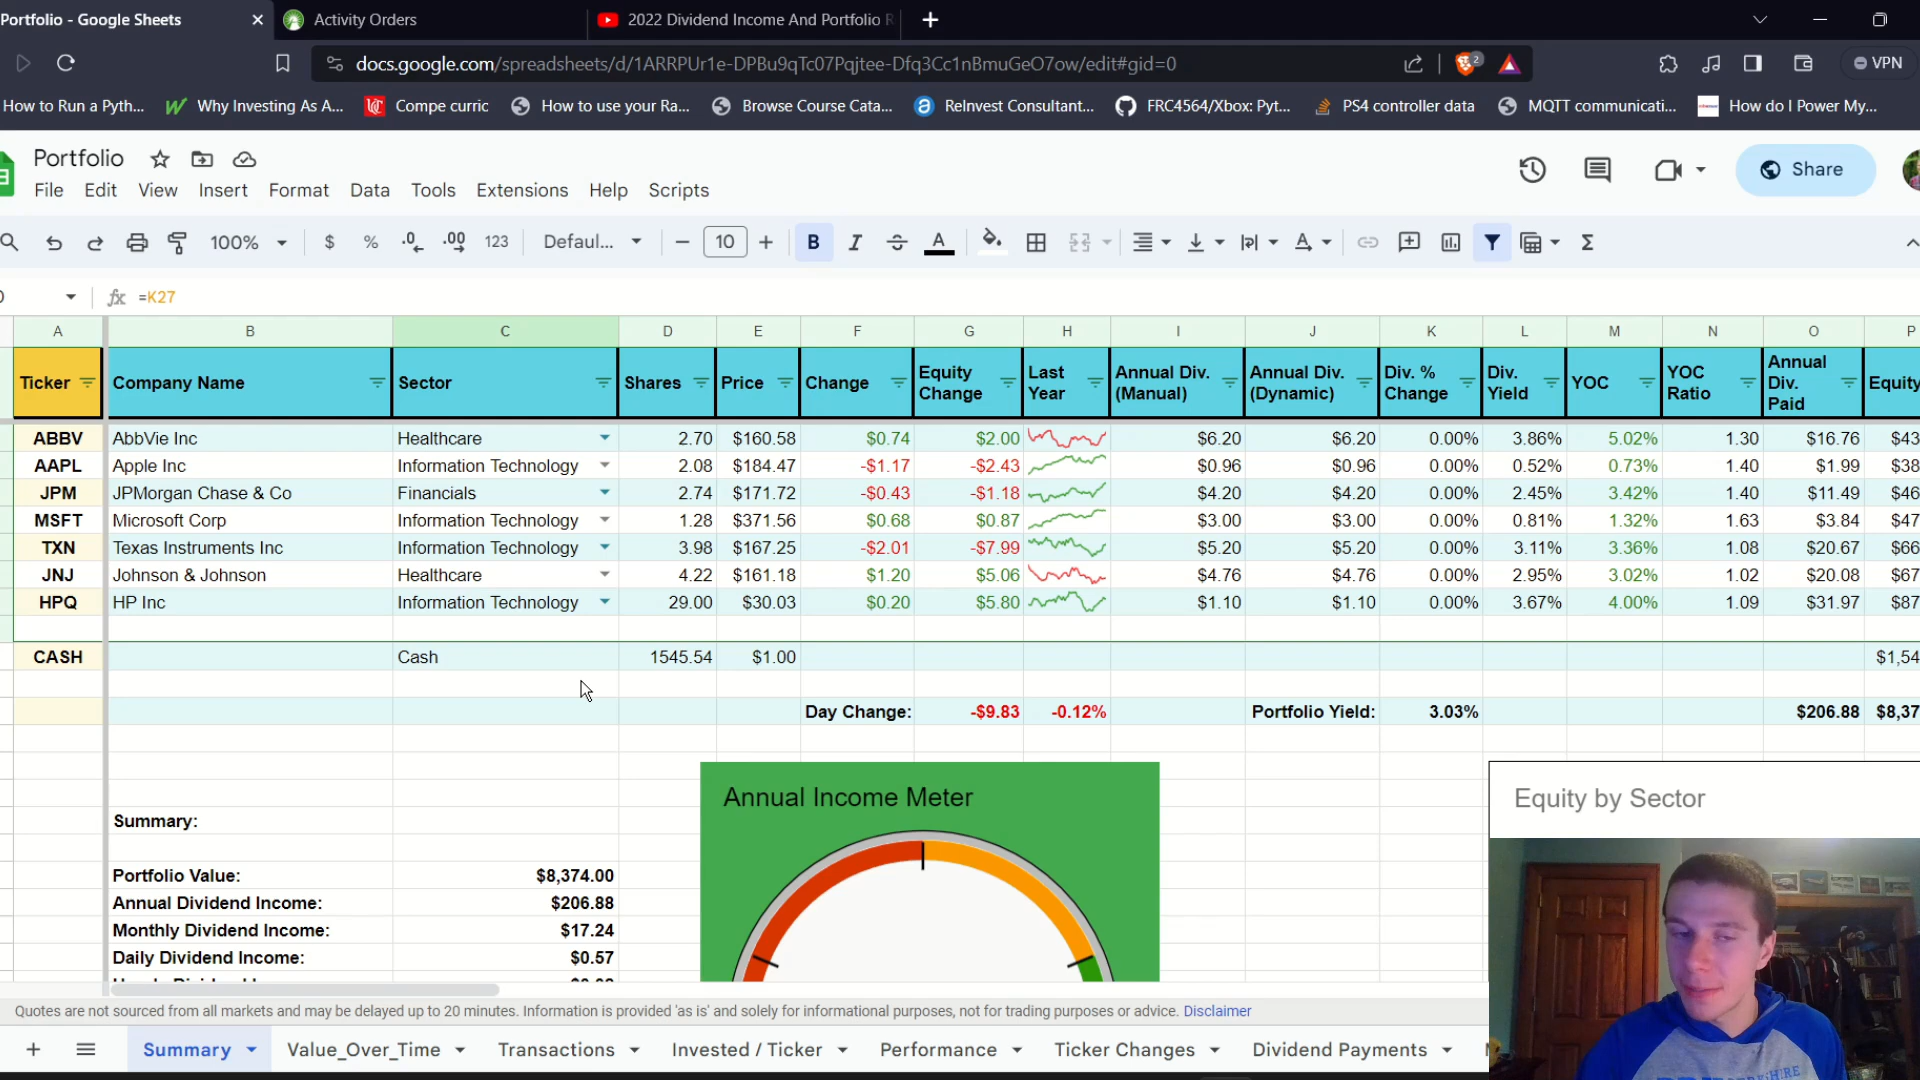 Portfolio - Google Sheets
Activity Orders
2022 Dividend Income And Portfolio R
docs.google.com/spreadsheets/d/1ARRPUr1e-DPBu9qTc07Pqjtee-Dfq3Cc1nBmuGeO7ow/edit#gid=0
2
VPN
How to Run a Pyth...
Why Investing As A...
Compe curric
How to use your Ra...
Browse Course Cata...
ReInvest Consultant...
FRC4564/Xbox: Pyt...
PS4 controller data
MQTT communicati...
How do I Power My...
Portfolio
Share
File Edit View Insert Format Data Tools Extensions Help Scripts
100% $ % .0 .00 123 Defaul... 10 B I A
=K27
A B C D E F G H I J K L M N O P
Ticker Company Name Sector Shares Price Change Equity Change Last Year Annual Div. (Manual) Annual Div. (Dynamic) Div. % Change Div. Yield YOC YOC Ratio Annual Div. Paid Equity
ABBV AbbVie Inc Healthcare 2.70 $160.58 $0.74 $2.00 $6.20 $6.20 0.00% 3.86% 5.02% 1.30 $16.76 $43
AAPL Apple Inc Information Technology 2.08 $184.47 -$1.17 -$2.43 $0.96 $0.96 0.00% 0.52% 0.73% 1.40 $1.99 $38
JPM JPMorgan Chase & Co Financials 2.74 $171.72 -$0.43 -$1.18 $4.20 $4.20 0.00% 2.45% 3.42% 1.40 $11.49 $46
MSFT Microsoft Corp Information Technology 1.28 $371.56 $0.68 $0.87 $3.00 $3.00 0.00% 0.81% 1.32% 1.63 $3.84 $47
TXN Texas Instruments Inc Information Technology 3.98 $167.25 -$2.01 -$7.99 $5.20 $5.20 0.00% 3.11% 3.36% 1.08 $20.67 $66
JNJ Johnson & Johnson Healthcare 4.22 $161.18 $1.20 $5.06 $4.76 $4.76 0.00% 2.95% 3.02% 1.02 $20.08 $67
HPQ HP Inc Information Technology 29.00 $30.03 $0.20 $5.80 $1.10 $1.10 0.00% 3.67% 4.00% 1.09 $31.97 $87
CASH Cash 1545.54 $1.00 $1,54
Day Change: -$9.83 -0.12% Portfolio Yield: 3.03% $206.88 $8,37
Annual Income Meter
Equity by Sector
Summary:
Portfolio Value: $8,374.00
Annual Dividend Income: $206.88
Monthly Dividend Income: $17.24
Daily Dividend Income: $0.57
Quotes are not sourced from all markets and may be delayed up to 20 minutes. Information is provided 'as is' and solely for informational purposes, not for trading purposes or advice. Disclaimer
Summary Value_Over_Time Transactions Invested / Ticker Performance Ticker Changes Dividend Payments